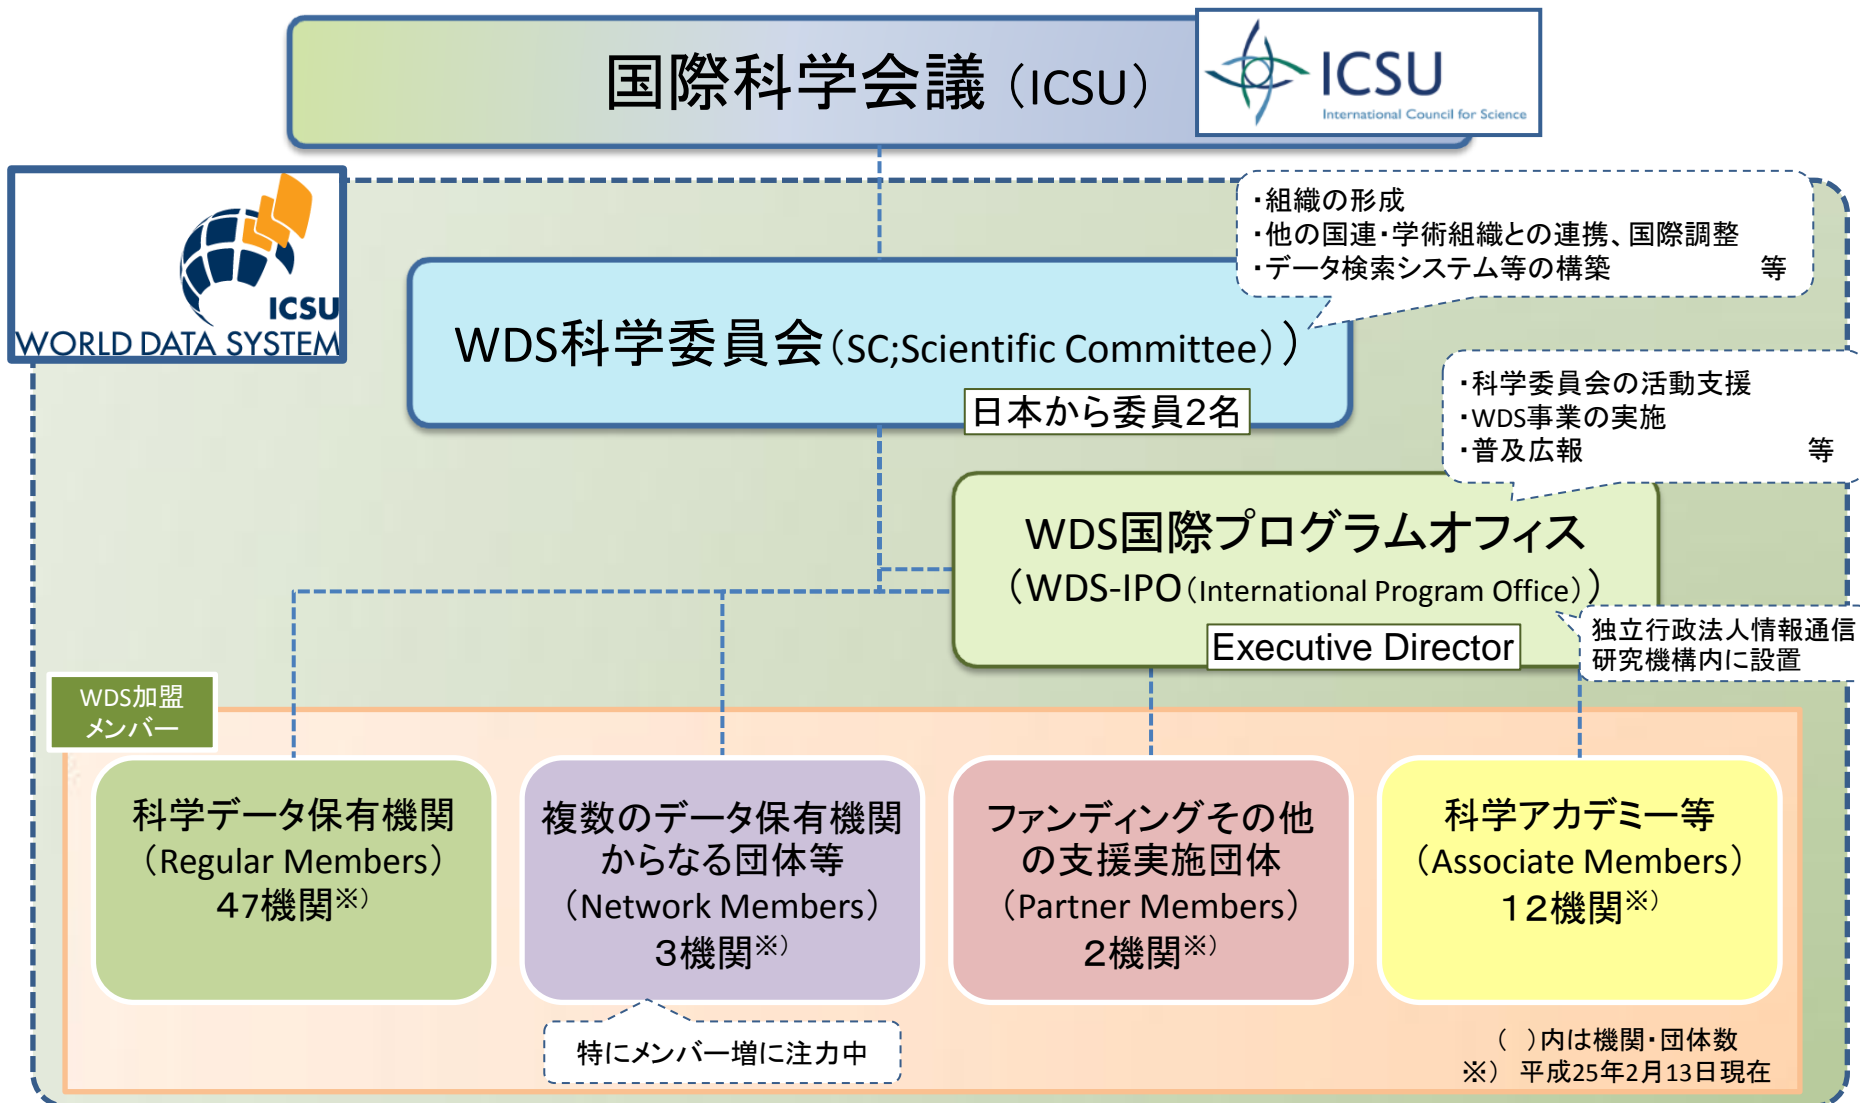 国際科学会議（ICSU）
ICSU
International Council for Science
ICSU
WORLD DATA SYSTEM
・組織の形成
・他の国連・学術組織との連携、国際調整
・データ検索システム等の構築　等
WDS科学委員会（SC;Scientific Committee））
日本から委員2名
・科学委員会の活動支援
・WDS事業の実施
・普及広報　等
WDS国際プログラムオフィス
（WDS-IPO（International Program Office））
Executive Director
独立行政法人情報通信
研究機構内に設置
WDS加盟
メンバー
科学データ保有機関
（Regular Members）
47機関※）
複数のデータ保有機関
からなる団体等
（Network Members）
3機関※）
ファンディングその他
の支援実施団体
（Partner Members）
2機関※）
科学アカデミー等
（Associate Members）
12機関※）
特にメンバー増に注力中
（　）内は機関・団体数
※）　平成25年2月13日現在